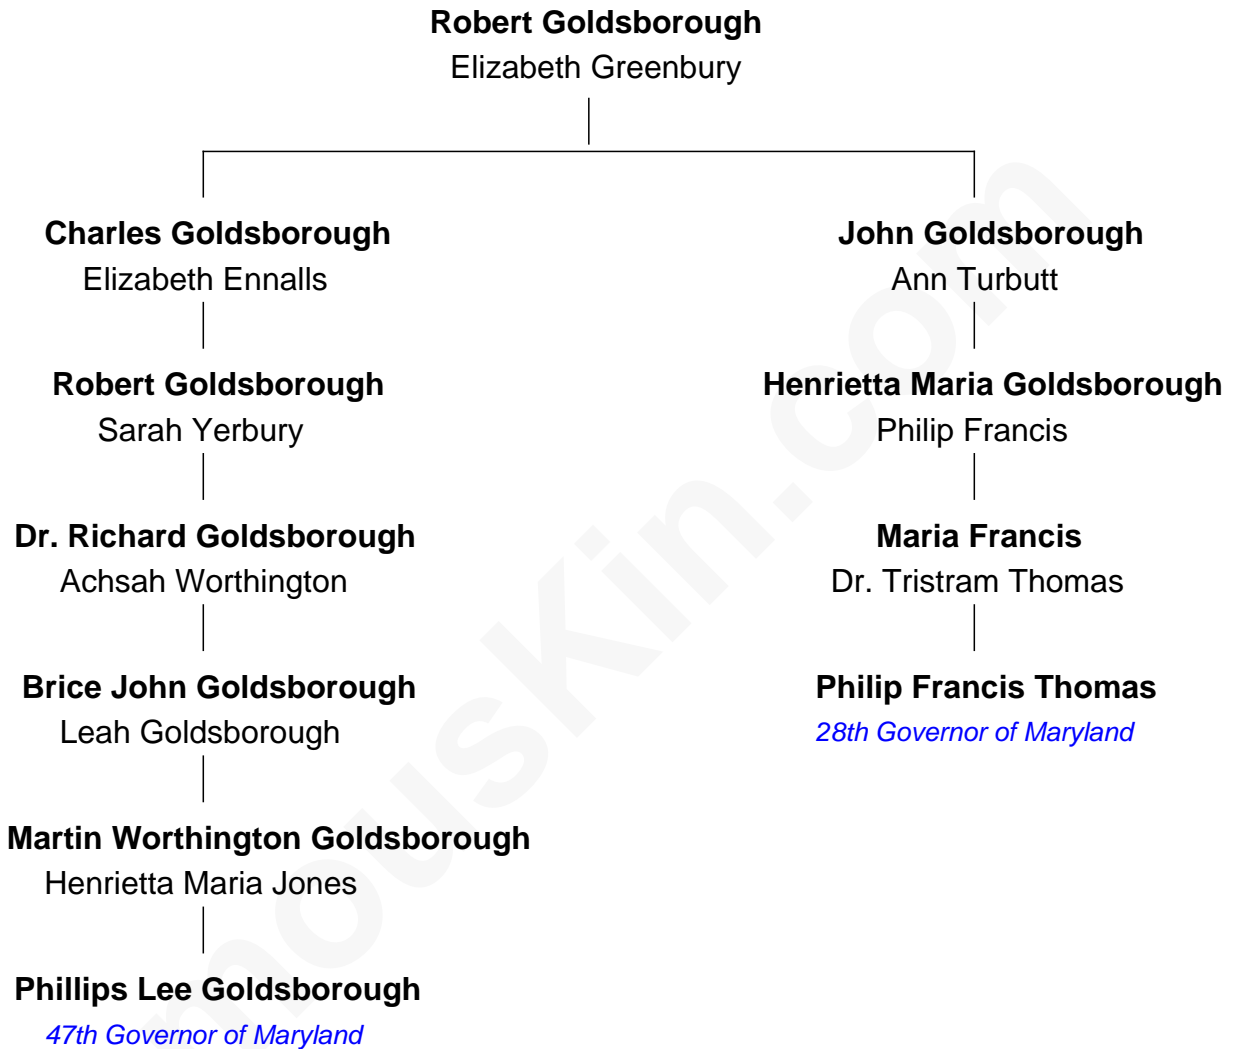 Robert Goldsborough
Elizabeth Greenbury
Charles Goldsborough
Elizabeth Ennalls
John Goldsborough
Ann Turbutt
Robert Goldsborough
Sarah Yerbury
Henrietta Maria Goldsborough
Philip Francis
Dr. Richard Goldsborough
Achsah Worthington
Maria Francis
Dr. Tristram Thomas
Brice John Goldsborough
Leah Goldsborough
Philip Francis Thomas
28th Governor of Maryland
Martin Worthington Goldsborough
Henrietta Maria Jones
Phillips Lee Goldsborough
47th Governor of Maryland
mousKin.com